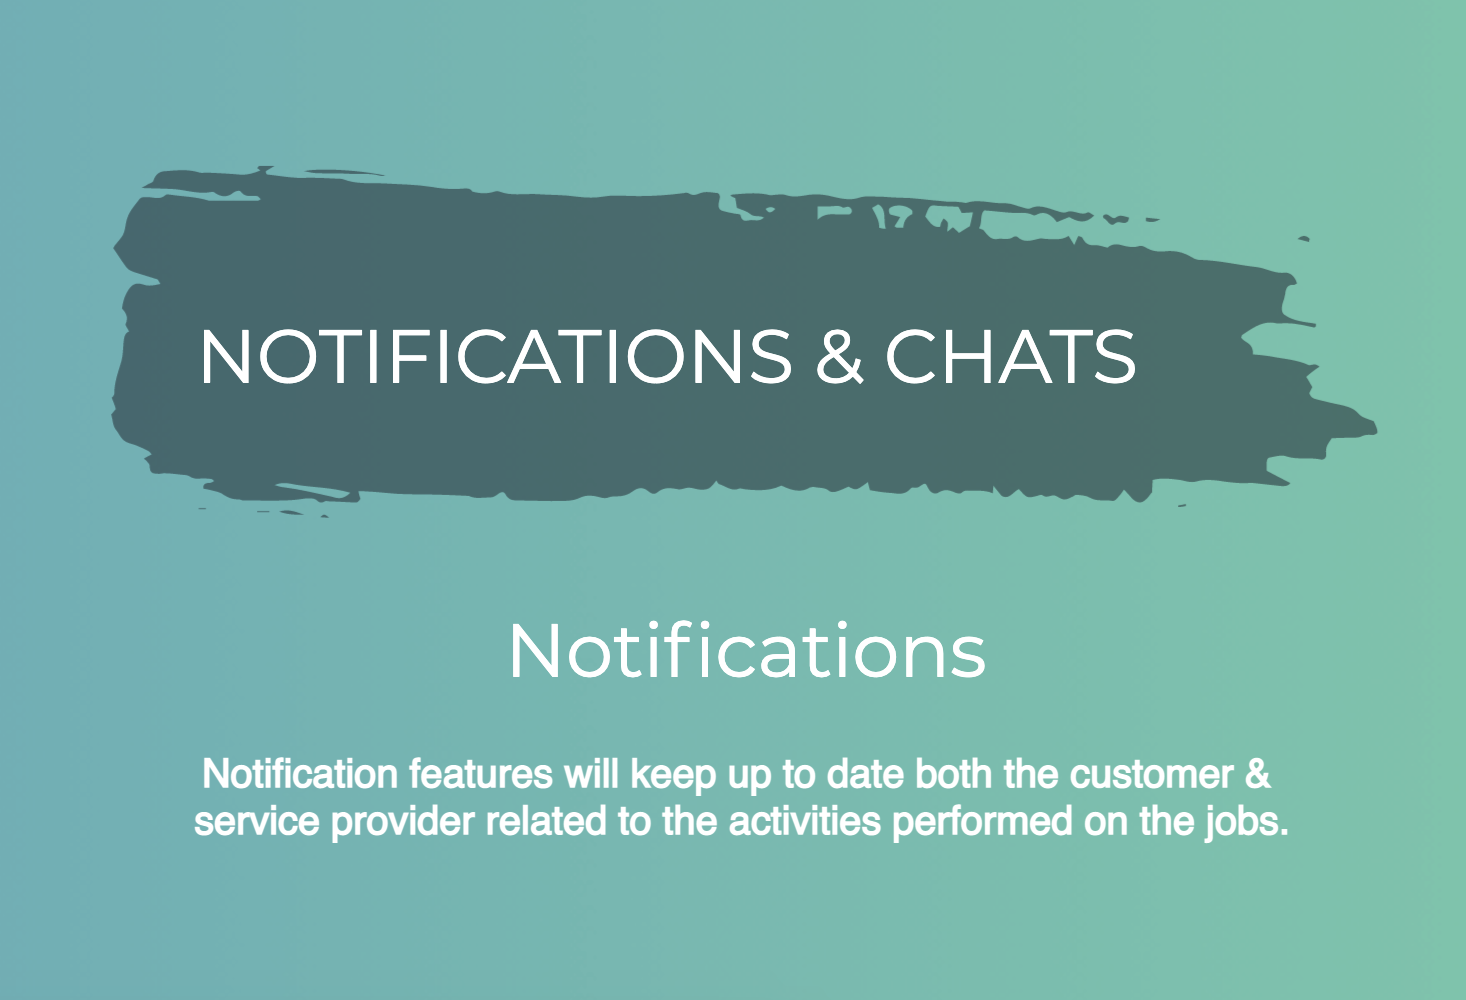 NOTIFICATIONS & CHATS
Notifications
Notification features will keep up to date both the customer &
service provider related to the activities performed on the jobs.